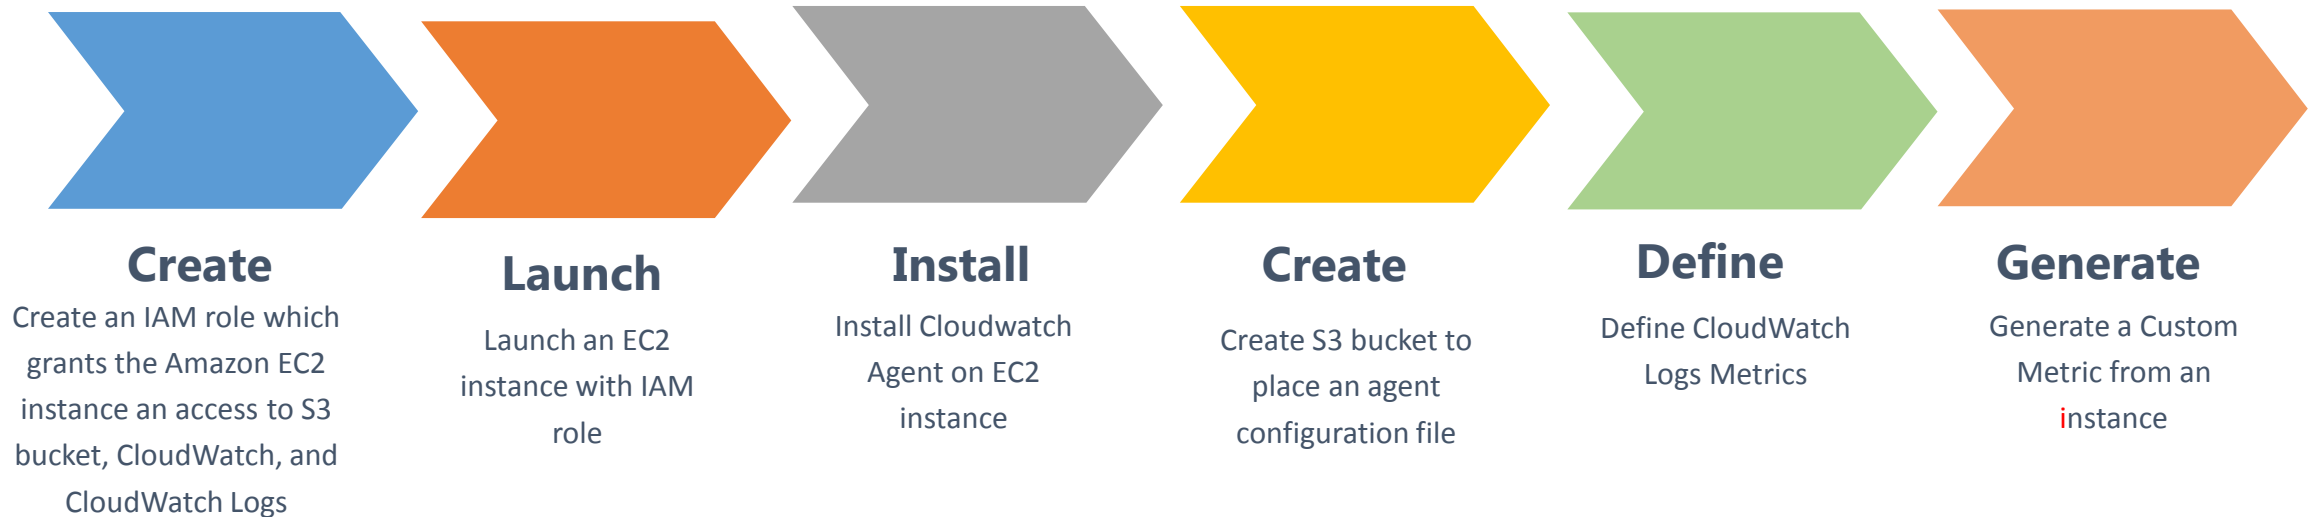 Create
Create an IAM role which
grants the Amazon EC2
instance an access to S3
bucket, CloudWatch, and
CloudWatch Logs
Launch
Launch an EC2
instance with IAM
role
Install
Install Cloudwatch
Agent on EC2
instance
Create
Create S3 bucket to
place an agent
configuration file
Define
Define CloudWatch
Logs Metrics
Generate
Generate a Custom
Metric from an
instance